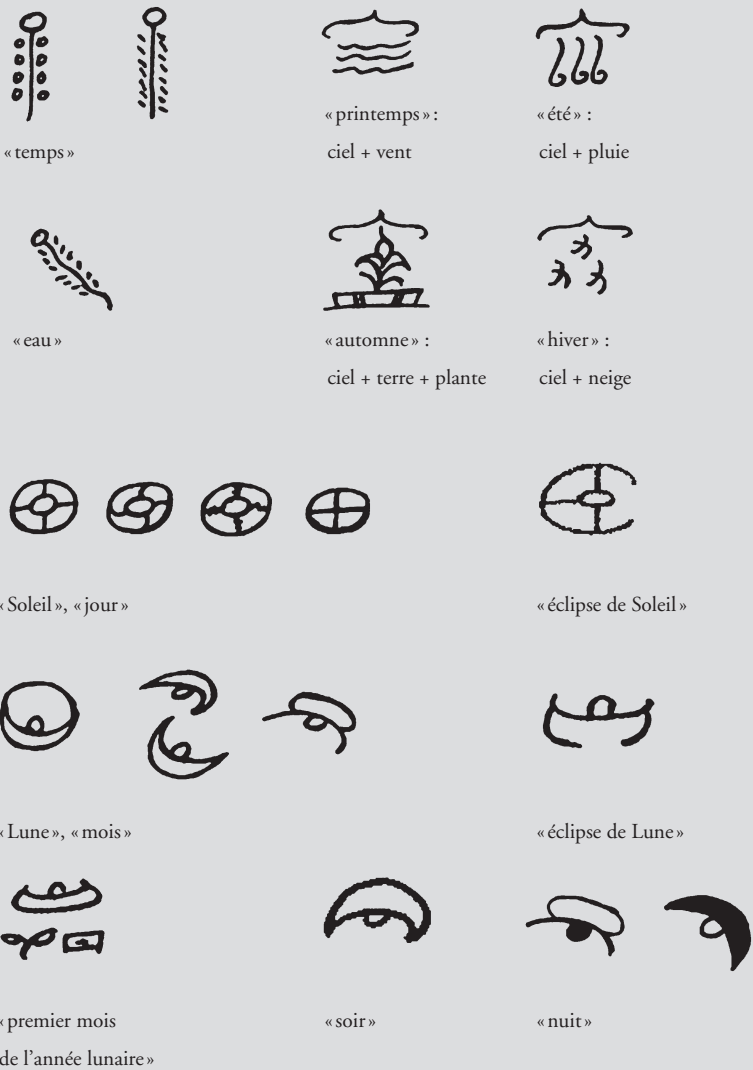 «printemps» :
«été» :
«temps»
ciel + vent
ciel + pluie
«eau»
«automne» :
«hiver» :
ciel + terre + plante
ciel + neige
«Soleil», «jour»
«éclipse de Soleil»
«Lune», «mois»
«éclipse de Lune»
«premier mois
«soir»
«nuit»
de l’année lunaire»